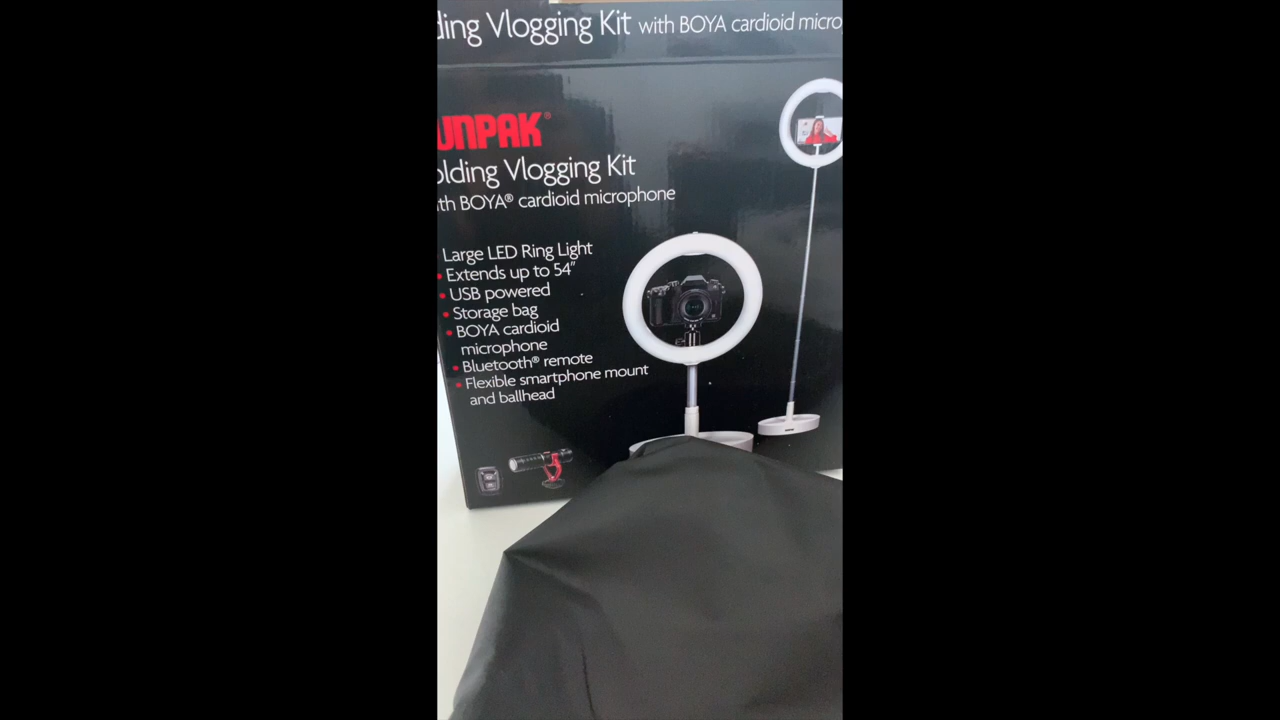 ding Vlogging Kit with BOYA cardioid micro
UNPAK®
olding Vlogging Kit
th BOYA® cardioid microphone
Large LED Ring Light
• Extends up to 54"
• USB powered
• Storage bag
• BOYA cardioid
microphone
• Bluetooth® remote
• Flexible smartphone mount
and ballhead